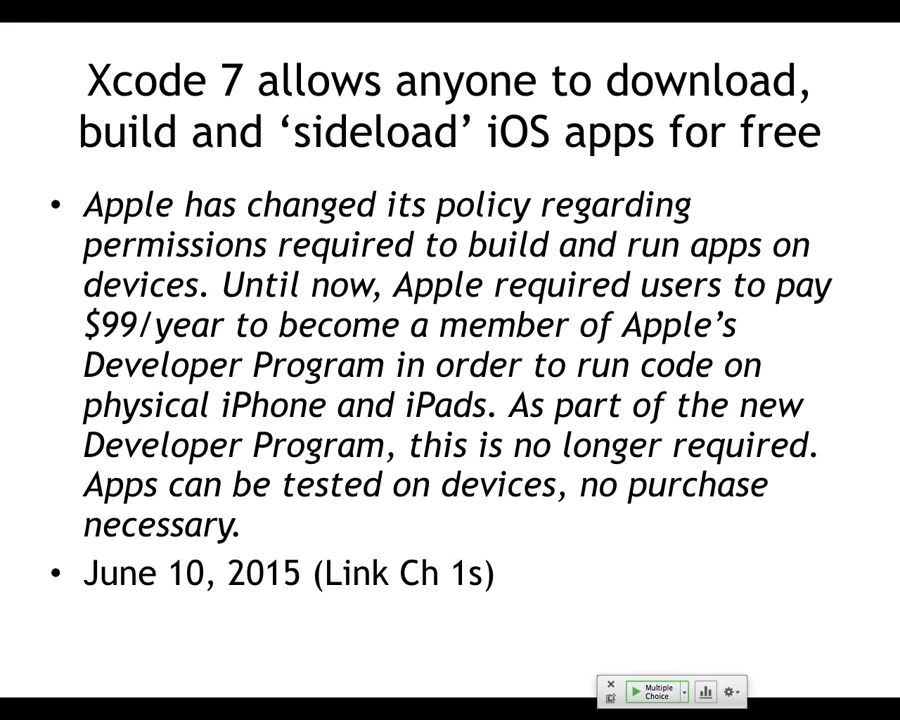 Xcode 7 allows anyone to download,
build and ‘sideload’ iOS apps for free
• Apple has changed its policy regarding
permissions required to build and run apps on
devices. Until now, Apple required users to pay
$99/year to become a member of Apple’s
Developer Program in order to run code on
physical iPhone and iPads. As part of the new
Developer Program, this is no longer required.
Apps can be tested on devices, no purchase
necessary.
• June 10, 2015 (Link Ch 1s)
Multiple
Choice